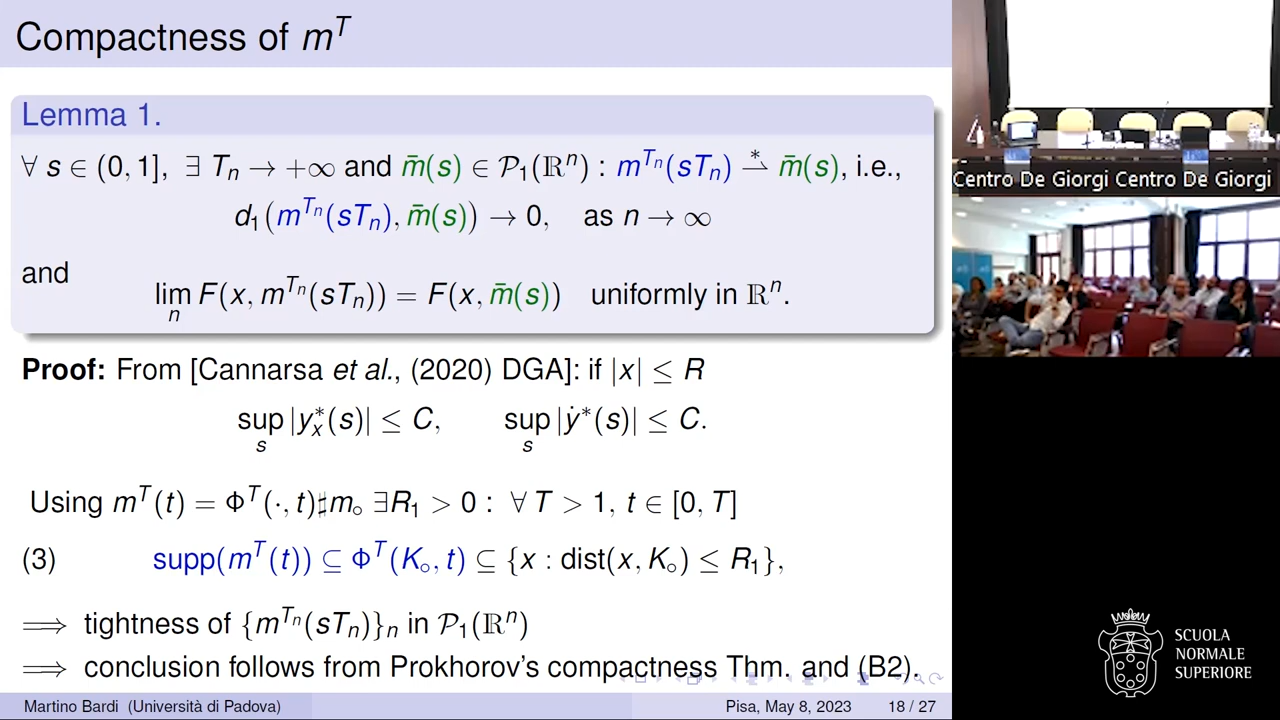 Compactness of m^T
Lemma 1.
∀ s ∈ (0, 1], ∃ T_n → +∞ and m̄(s) ∈ 𝒫_1(ℝ^n) : m^{T_n}(sT_n) ⇀* m̄(s), i.e.,
d_1(m^{T_n}(sT_n), m̄(s)) → 0, as n → ∞
and
lim_n F(x, m^{T_n}(sT_n)) = F(x, m̄(s)) uniformly in ℝ^n.
Proof: From [Cannarsa et al., (2020) DGA]: if |x| ≤ R
sup_s |y*_x(s)| ≤ C, sup_s |ẏ*(s)| ≤ C.
Using m^T(t) = Φ^T(·, t)♯m_∘ ∃R_1 > 0 : ∀ T > 1, t ∈ [0, T]
(3) supp(m^T(t)) ⊆ Φ^T(K_∘, t) ⊆ {x : dist(x, K_∘) ≤ R_1},
⟹ tightness of {m^{T_n}(sT_n)}_n in 𝒫_1(ℝ^n)
⟹ conclusion follows from Prokhorov's compactness Thm. and (B2).
Martino Bardi (Università di Padova) Pisa, May 8, 2023 18 / 27
Centro De Giorgi Centro De Giorgi
SCUOLA
NORMALE
SUPERIORE